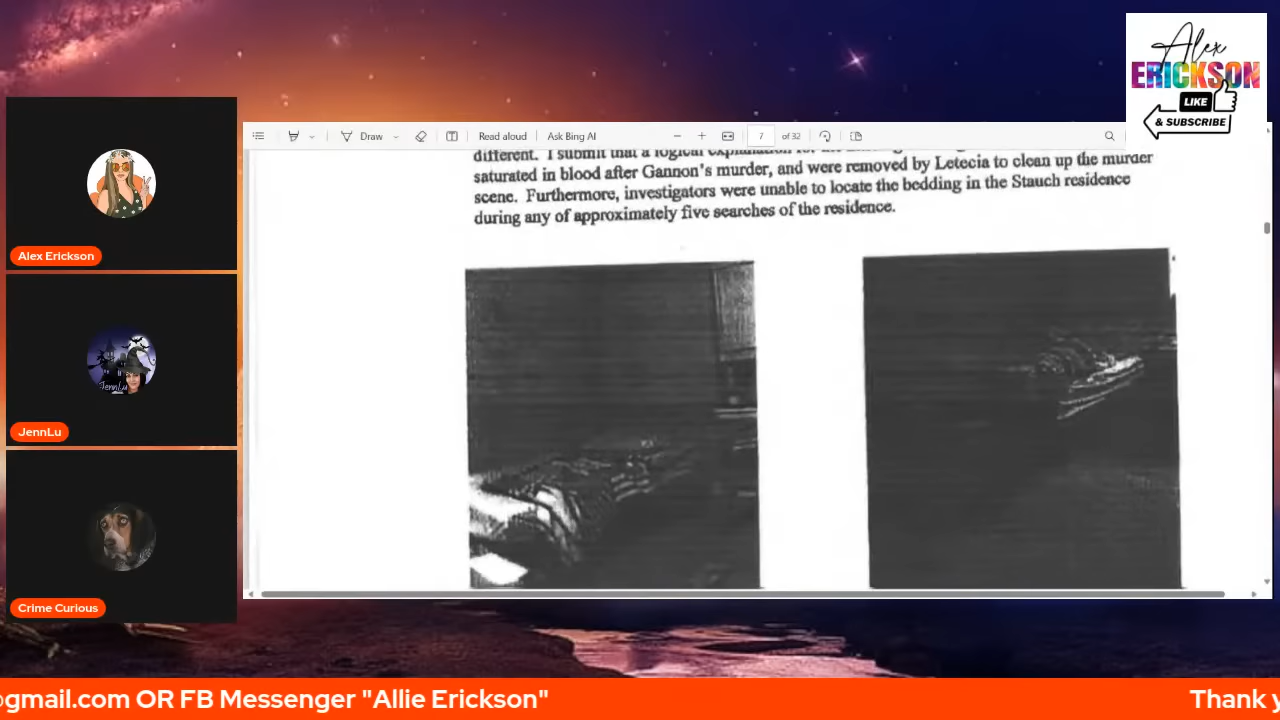 Alex
ERICKSON
LIKE
& SUBSCRIBE
Draw
Read aloud
Ask Bing AI
7
of 32
different. I submit that a logical explanation for the
saturated in blood after Gannon's murder, and were removed by Letecia to clean up the murder
scene. Furthermore, investigators were unable to locate the bedding in the Stauch residence
during any of approximately five searches of the residence.
Alex Erickson
JennLu
JennLu
Crime Curious
@gmail.com OR FB Messenger "Allie Erickson"
Thank y